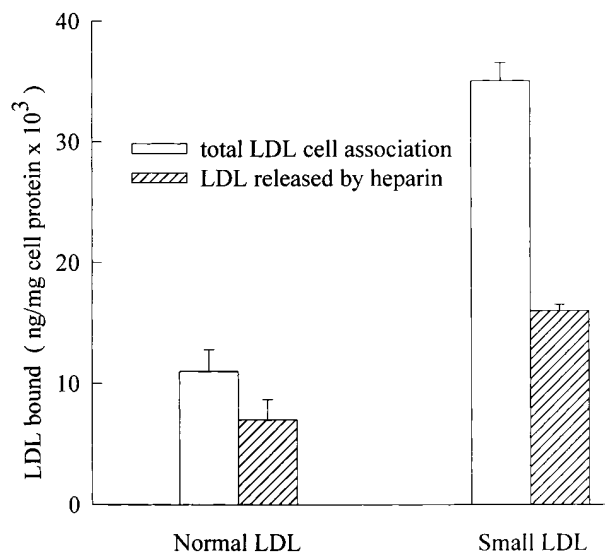 40
30
20
10
0
LDL bound ( ng/mg cell protein x 10³ )
total LDL cell association
LDL released by heparin
Normal LDL
Small LDL